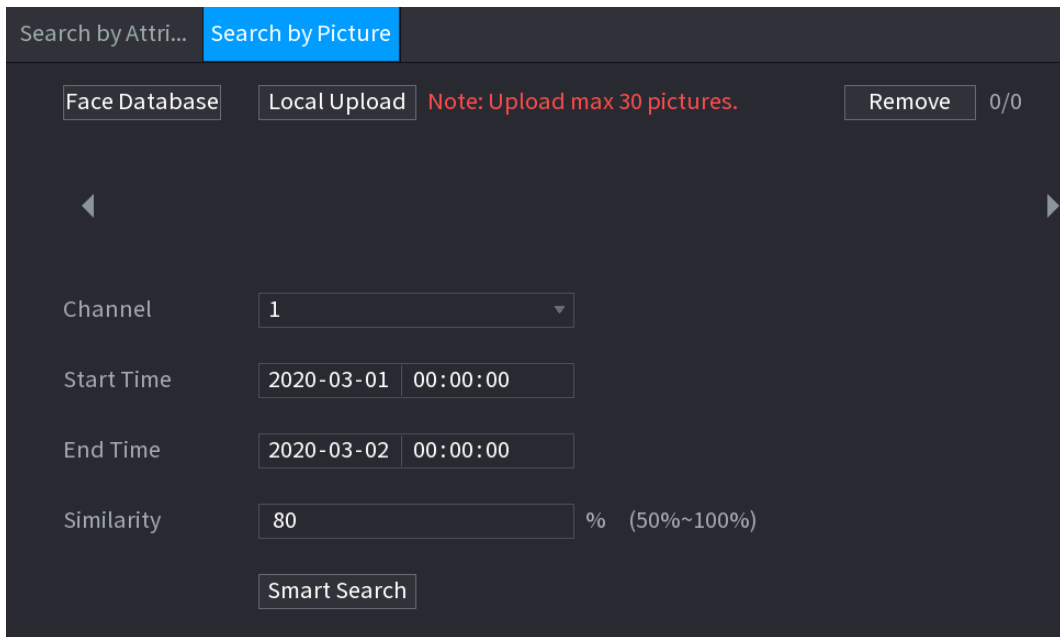 Search by Attri... Search by Picture
Face Database Local Upload Note: Upload max 30 pictures. Remove 0/0
Channel 1
Start Time 2020-03-01 00:00:00
End Time 2020-03-02 00:00:00
Similarity 80 % (50%~100%)
Smart Search